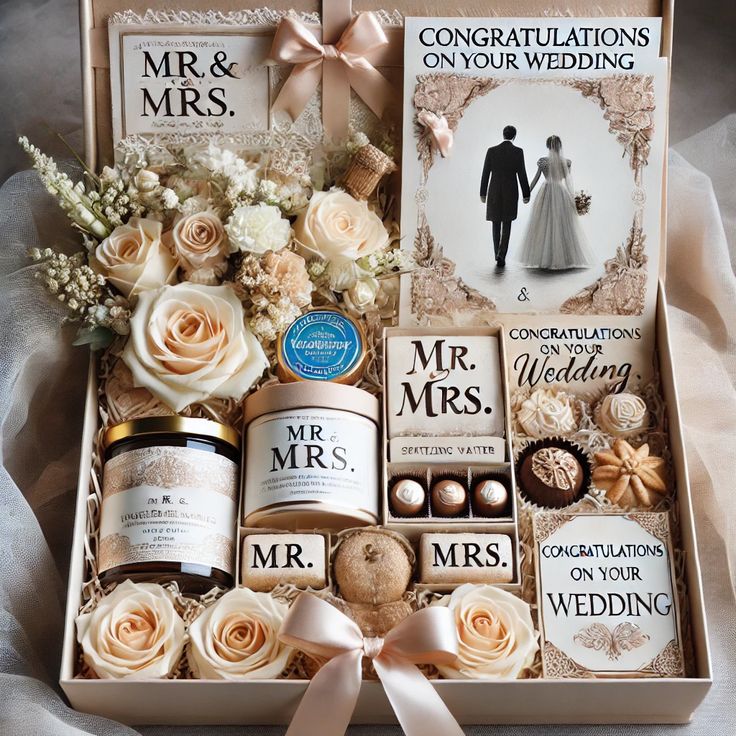 MR &
MRS.
CONGRATULATIONS
ON YOUR WEDDING
&
Mr.
Mrs.
CONGRATULATIONS
ON YOUR
Wedding
MR &
MRS.
MR.
MRS.
CONGRATULATIONS
ON YOUR
WEDDING